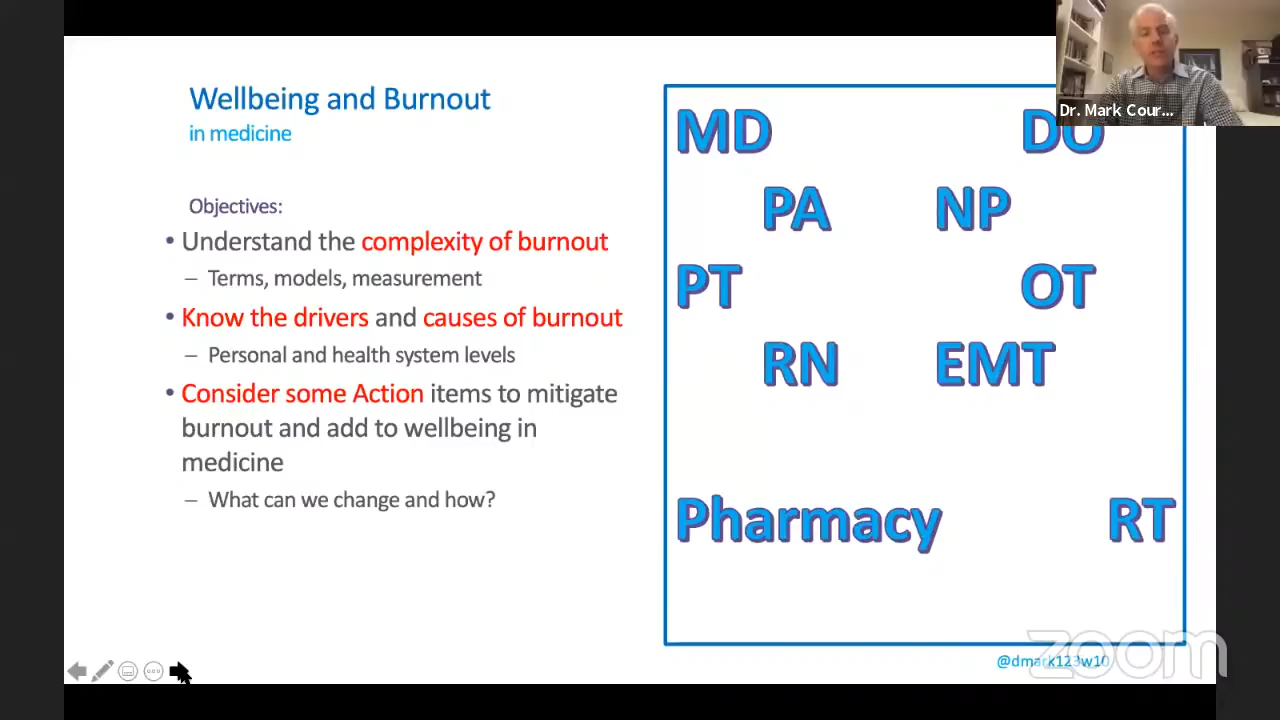 Wellbeing and Burnout
in medicine
Objectives:
• Understand the complexity of burnout
– Terms, models, measurement
• Know the drivers and causes of burnout
– Personal and health system levels
• Consider some Action items to mitigate
burnout and add to wellbeing in
medicine
– What can we change and how?
MD DO
PA NP
PT OT
RN EMT
Pharmacy RT
Dr. Mark Cour...
@dmark123w10
zoom